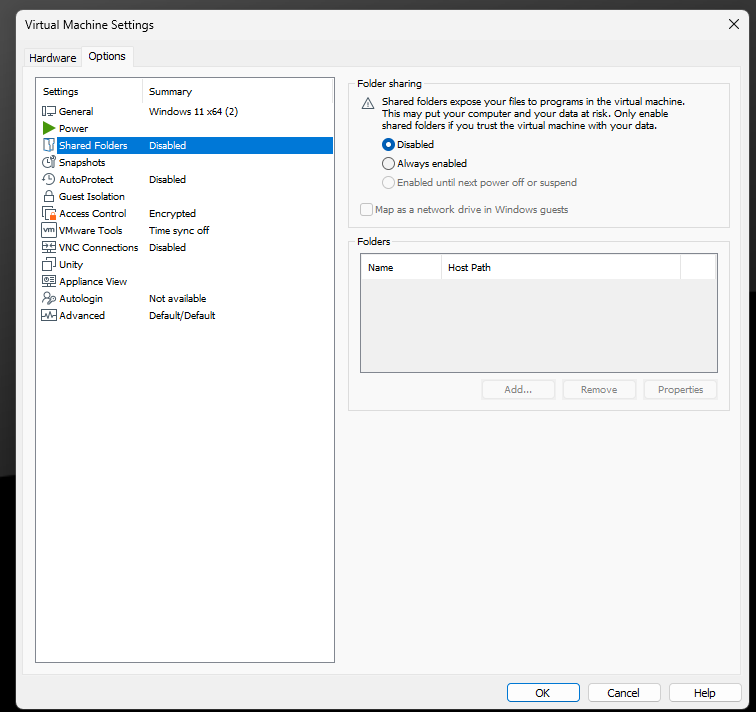 Virtual Machine Settings
Hardware
Options
Settings
Summary
General
Windows 11 x64 (2)
Power
Shared Folders
Disabled
Snapshots
AutoProtect
Disabled
Guest Isolation
Access Control
Encrypted
vm
VMware Tools
Time sync off
VNC Connections
Disabled
Unity
Appliance View
Autologin
Not available
Advanced
Default/Default
Folder sharing
Shared folders expose your files to programs in the virtual machine.
This may put your computer and your data at risk. Only enable
shared folders if you trust the virtual machine with your data.
Disabled
Always enabled
Enabled until next power off or suspend
Map as a network drive in Windows guests
Folders
Name
Host Path
Add...
Remove
Properties
OK
Cancel
Help